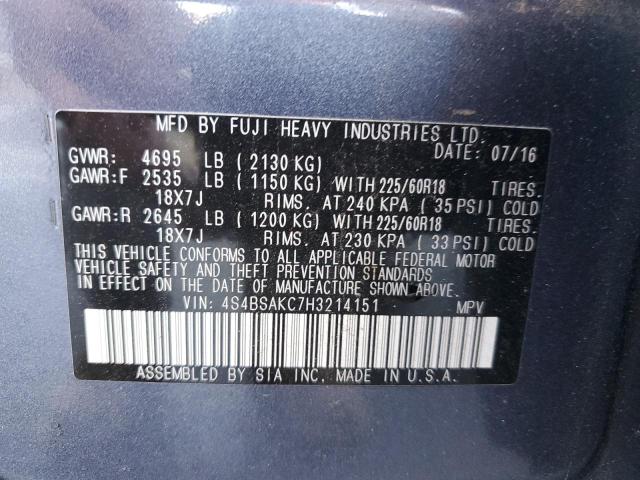 MFD BY FUJI HEAVY INDUSTRIES LTD.
DATE: 07/16
GVWR: 4695 LB ( 2130 KG)
GAWR:F 2535 LB ( 1150 KG) WITH 225/60R18 TIRES.
18X7J RIMS. AT 240 KPA ( 35 PSI) COLD
GAWR:R 2645 LB ( 1200 KG) WITH 225/60R18 TIRES.
18X7J RIMS. AT 230 KPA ( 33 PSI) COLD
THIS VEHICLE CONFORMS TO ALL APPLICABLE FEDERAL MOTOR
VEHICLE SAFETY AND THEFT PREVENTION STANDARDS
IN EFFECT ON THE DATE OF MANUFACTURE SHOWN ABOVE.
VIN: 4S4BSAKC7H3214151 MPV
ASSEMBLED BY SIA INC, MADE IN U.S.A.